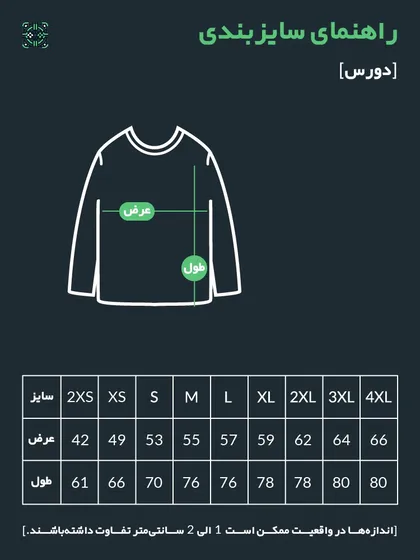 راهنمای سایزبندی
[دورس]
عرض
طول
سایز 2XS XS S M L XL 2XL 3XL 4XL
عرض 42 49 53 55 57 59 62 64 66
طول 61 66 70 76 76 78 78 80 80
[اندازه‌ها در واقعیت ممکن است 1 الی 2 سانتی‌متر تفاوت داشته‌باشند.]